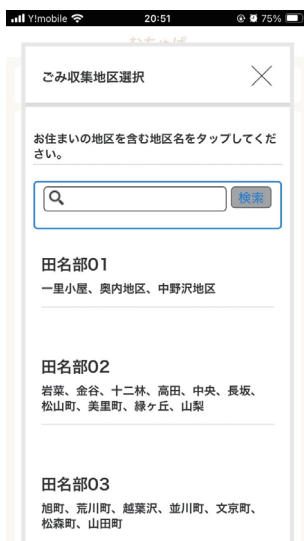 Y!mobile 20:51 75%
ごみ収集地区選択
お住まいの地区を含む地区名をタップしてくだ
さい。
検索
田名部01
一里小屋、奥内地区、中野沢地区
田名部02
岩菜、金谷、十二林、高田、中央、長坂、
松山町、美里町、緑ヶ丘、山梨
田名部03
旭町、荒川町、越葉沢、並川町、文京町、
松森町、山田町